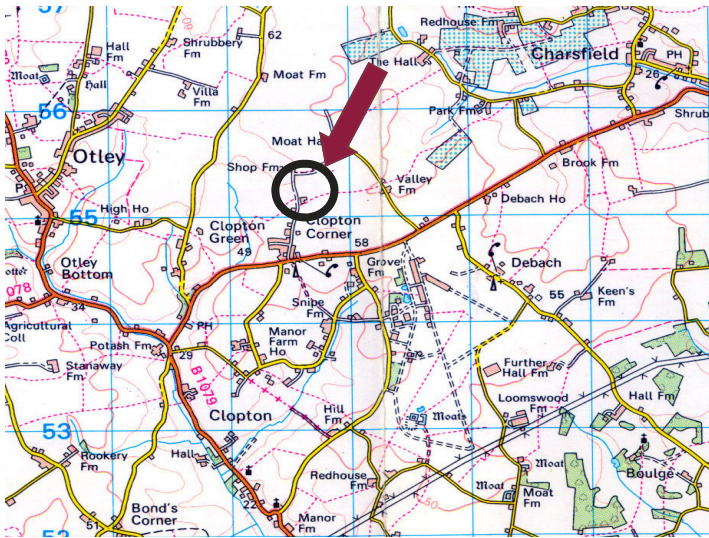 57
60
62
Redhouse Fm
Hall
Fm
Shrubbery
Fm
The Hall
Charsfield
PH
Moat
Hall
Moat Fm
26
Villa
Fm
56
Park Fm
Shrub
Moat Ha
Otley
Shop Fm
Brook Fm
Valley
Fm
P
High Ho
Debach Ho
55
Clopton
Green
Clopton
Corner
58
49
Otley
Bottom
Grove
Fm
Debach
078
34
Snipe
Fm
55
Keen's
Fm
Agricultural
Coll
PH
Manor
Farm
Ho
Potash Fm
29
Stanaway
Fm
B1079
Further
Hall Fm
Loomswood
Fm
Hall Fm
Clopton
Hill
Fm
Moats
53
Hall
Rookery
Fm
Redhouse
Fm
Moat
Boulge
Moat
Moat
Fm
50
Bond's
Corner
22
51
Manor
Fm
52